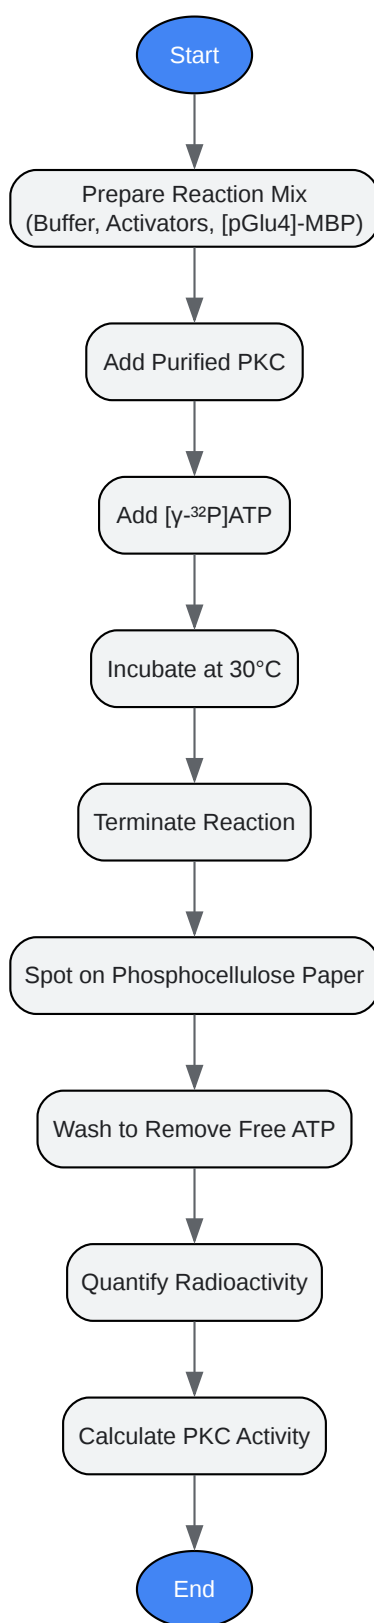 Start
Prepare Reaction Mix
(Buffer, Activators, [pGlu4]-MBP)
Add Purified PKC
Add [γ-³²P]ATP
Incubate at 30°C
Terminate Reaction
Spot on Phosphocellulose Paper
Wash to Remove Free ATP
Quantify Radioactivity
Calculate PKC Activity
End